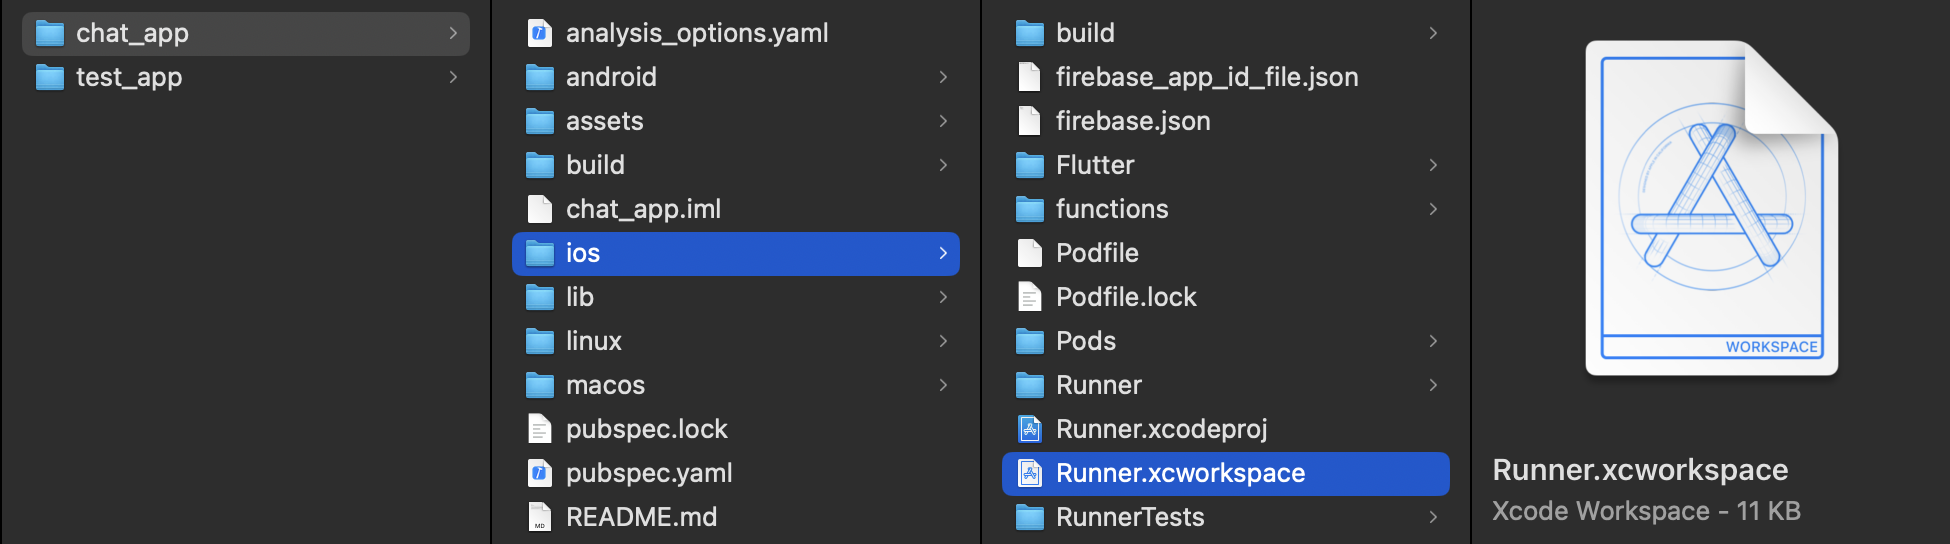 chat_app
test_app
analysis_options.yaml
android
assets
build
chat_app.iml
ios
lib
linux
macos
pubspec.lock
pubspec.yaml
README.md
build
firebase_app_id_file.json
firebase.json
Flutter
functions
Podfile
Podfile.lock
Pods
Runner
Runner.xcodeproj
Runner.xcworkspace
RunnerTests
WORKSPACE
Runner.xcworkspace
Xcode Workspace - 11 KB
MD